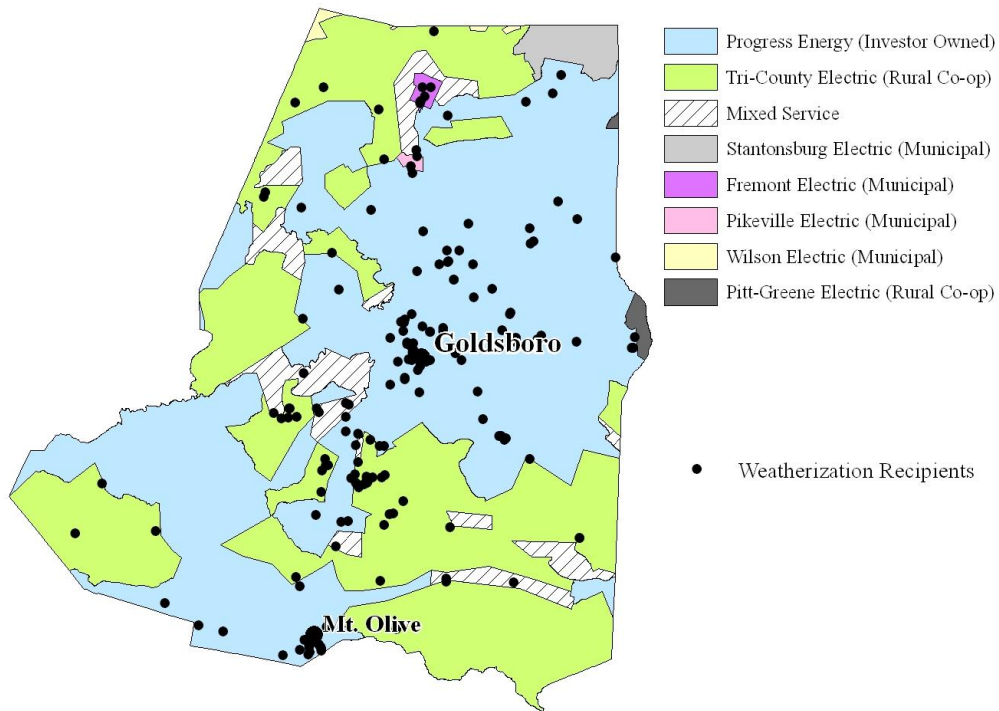 Progress Energy (Investor Owned)
Tri-County Electric (Rural Co-op)
Mixed Service
Stantonsburg Electric (Municipal)
Fremont Electric (Municipal)
Pikeville Electric (Municipal)
Wilson Electric (Municipal)
Pitt-Greene Electric (Rural Co-op)
Goldsboro
Weatherization Recipients
Mt. Olive